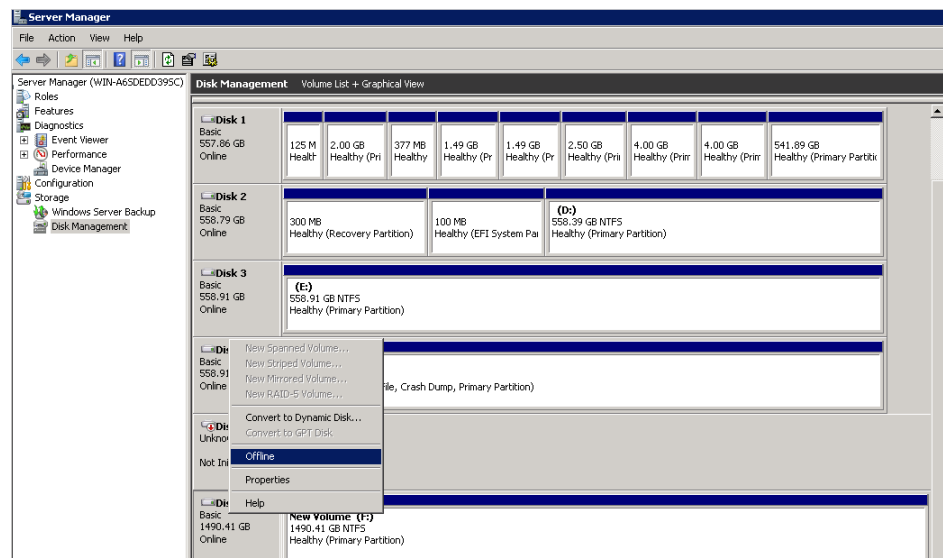 Server Manager
File Action View Help
Server Manager (WIN-A6SDEDD395C)
Roles
Features
Diagnostics
Event Viewer
Performance
Device Manager
Configuration
Storage
Windows Server Backup
Disk Management
Disk Management Volume List + Graphical View
Disk 1
Basic
557.86 GB
Online
125 M
Health
2.00 GB
Healthy (Pri
377 MB
Healthy
1.49 GB
Healthy (Pr
1.49 GB
Healthy (Pr
2.50 GB
Healthy (Pri
4.00 GB
Healthy (Prim
4.00 GB
Healthy (Prim
541.89 GB
Healthy (Primary Partitic
Disk 2
Basic
558.79 GB
Online
300 MB
Healthy (Recovery Partition)
100 MB
Healthy (EFI System Pa
(D:)
558.39 GB NTFS
Healthy (Primary Partition)
Disk 3
Basic
558.91 GB
Online
(E:)
558.91 GB NTFS
Healthy (Primary Partition)
Dis
Basic
558.91
Online
File, Crash Dump, Primary Partition)
New Spanned Volume...
New Striped Volume...
New Mirrored Volume...
New RAID-5 Volume...
Convert to Dynamic Disk...
Convert to GPT Disk
Offline
Properties
Help
Dis
Unkno
Not Ini
Dis
Basic
1490.41 GB
Online
New Volume (F:)
1490.41 GB NTFS
Healthy (Primary Partition)